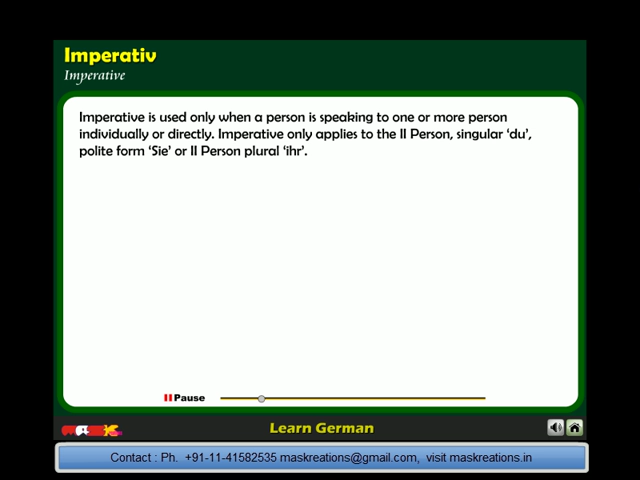 Imperativ
Imperative
Imperative is used only when a person is speaking to one or more person
individually or directly. Imperative only applies to the II Person, singular ‘du’,
polite form ‘Sie’ or II Person plural ‘ihr’.
Pause
Learn German
Contact : Ph. +91-11-41582535 maskreations@gmail.com, visit maskreations.in